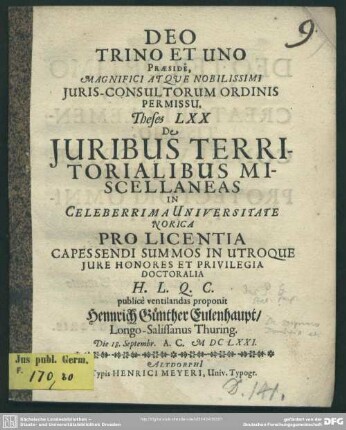 9.
DEO
TRINO ET UNO
PRÆSIDE,
MAGNIFICI ATQVE NOBILISSIMI
JURIS-CONSULTORUM ORDINIS
PERMISSU,
Theses LXX
De
JURIBUS TERRI-
TORIALIBUS MI-
SCELLANEAS
IN
CELEBERRIMA UNIVERSITATE
NORICA
PRO LICENTIA
CAPESSENDI SUMMOS IN UTROQUE
JURE HONORES ET PRIVILEGIA
DOCTORALIA
H. L. Q. C.
publicè ventilandas proponit
Hennrich Günther Eulenhaupt/
Longo-Salissanus Thuring.
Die 15. Septembr. A. C. M DC LXXI.
ALTDORFI
Typis HENRICI MEYERI, Univ. Typogr.
Jus publ. Germ.
170, 20